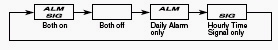 ALM
SIG
ALM
SIG
Both on
Both off
Daily Alarm
only
Hourly Time
Signal only